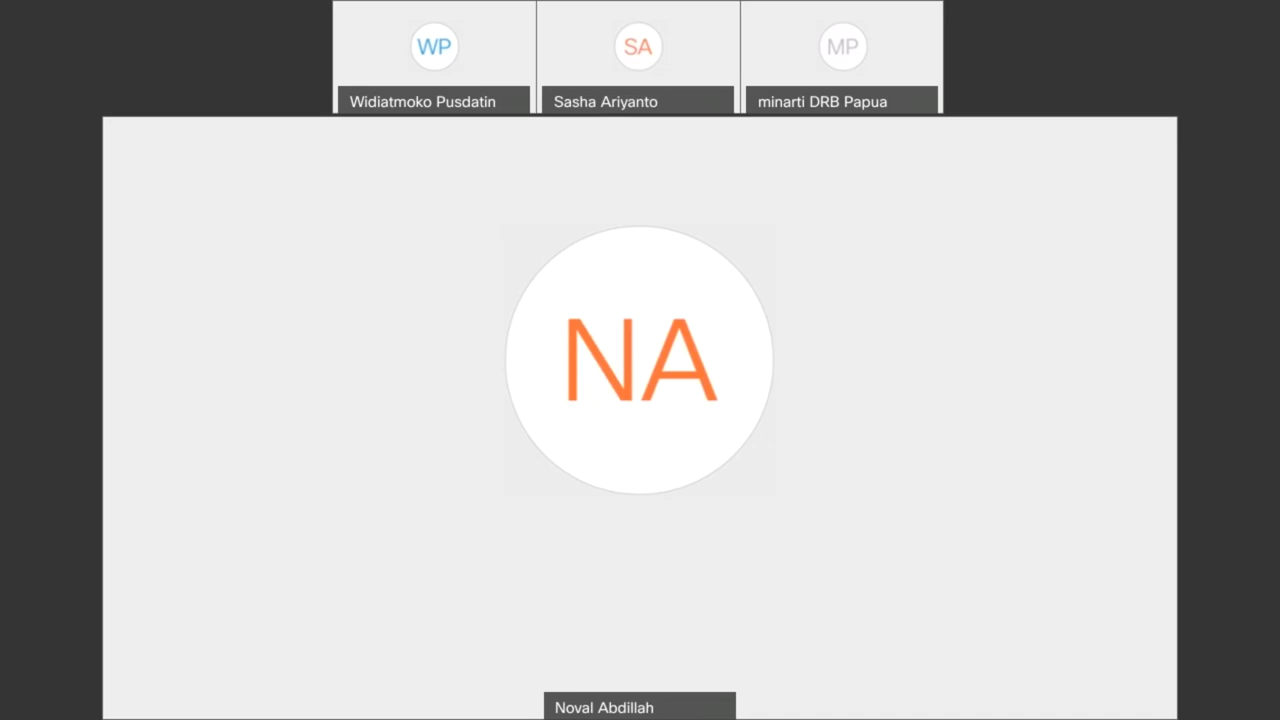 WP
Widiatmoko Pusdatin
SA
Sasha Ariyanto
MP
minarti DRB Papua
NA
Noval Abdillah